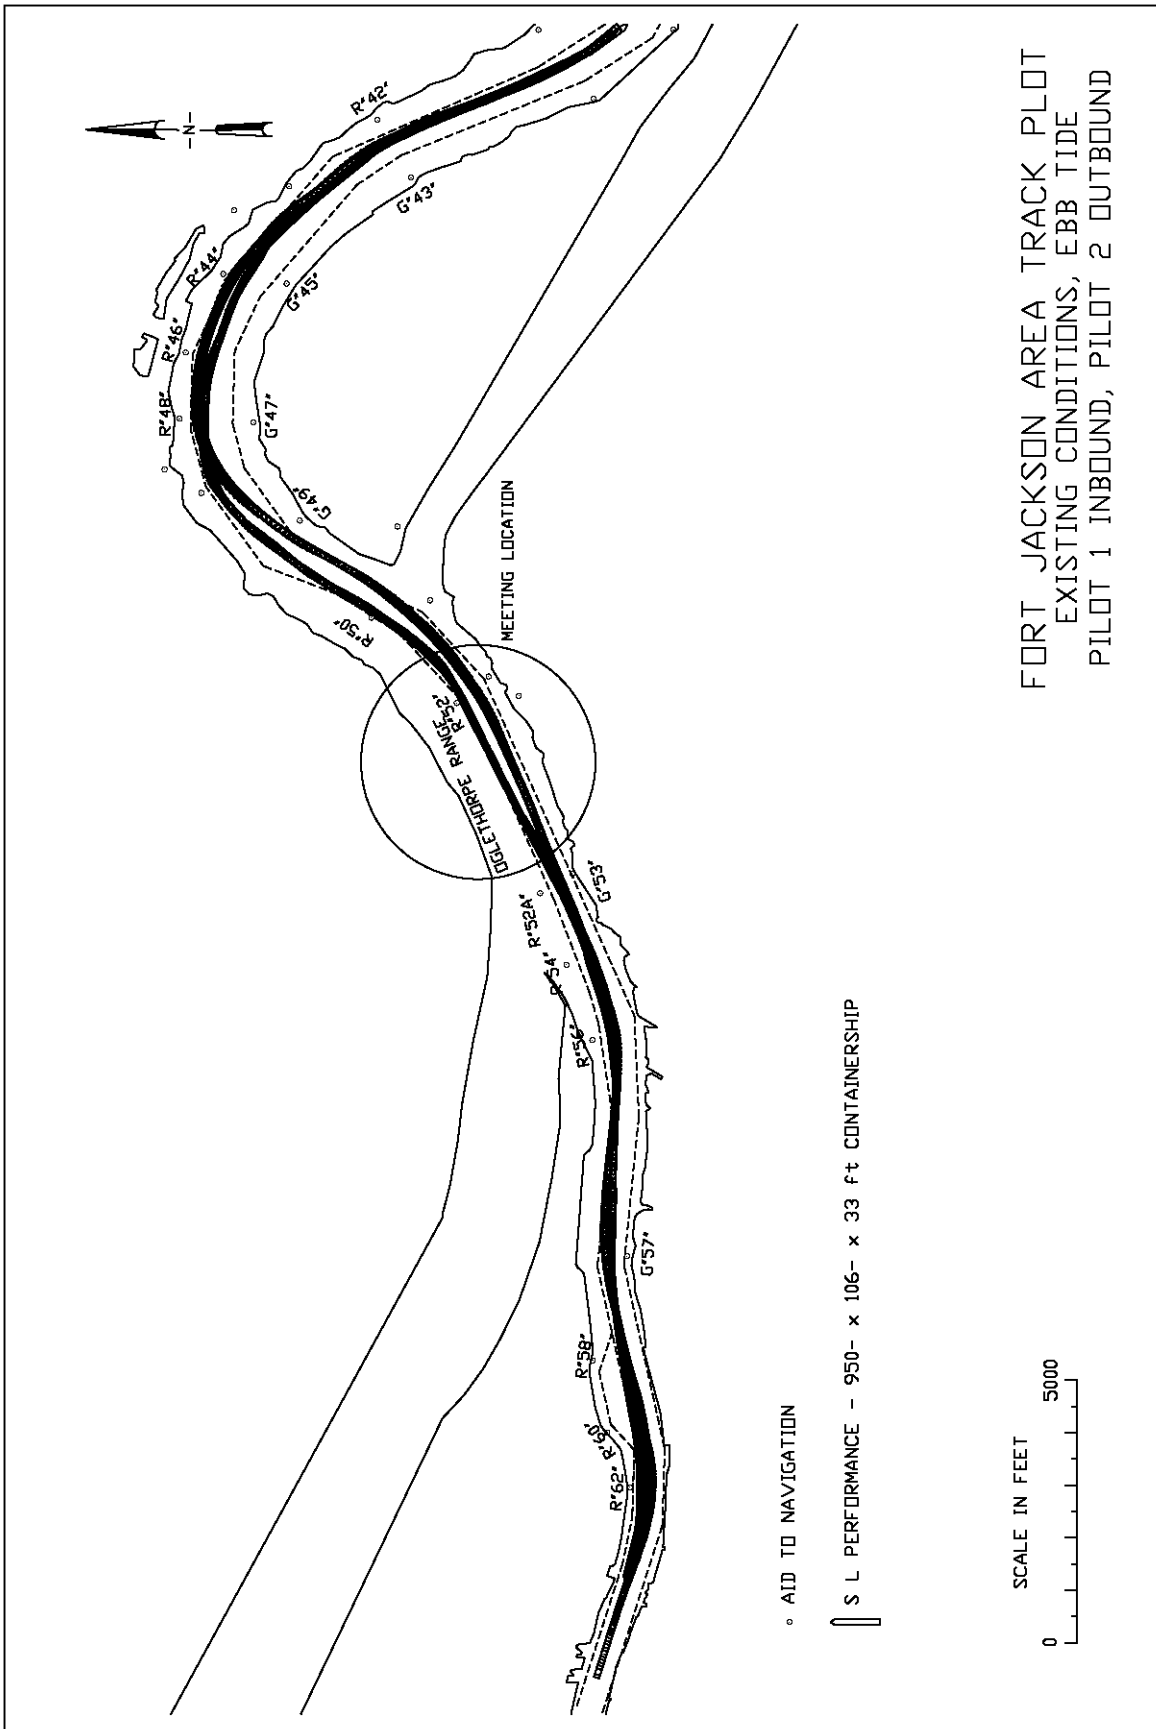 R"42"
R"44"
R"46"
R"48"
G"43"
G"45"
G"47"
G"49"
R"50"
MEETING LOCATION
R"52"
OGLETHORPE RANGE
R"52A"
G"53"
R"54"
R"56"
G"57"
R"58"
R"60"
R"62"
FORT JACKSON AREA TRACK PLOT
EXISTING CONDITIONS, EBB TIDE
PILOT 1 INBOUND, PILOT 2 OUTBOUND
AID TO NAVIGATION
S L PERFORMANCE - 950- x 106- x 33 ft CONTAINERSHIP
SCALE IN FEET
0 5000
-N-